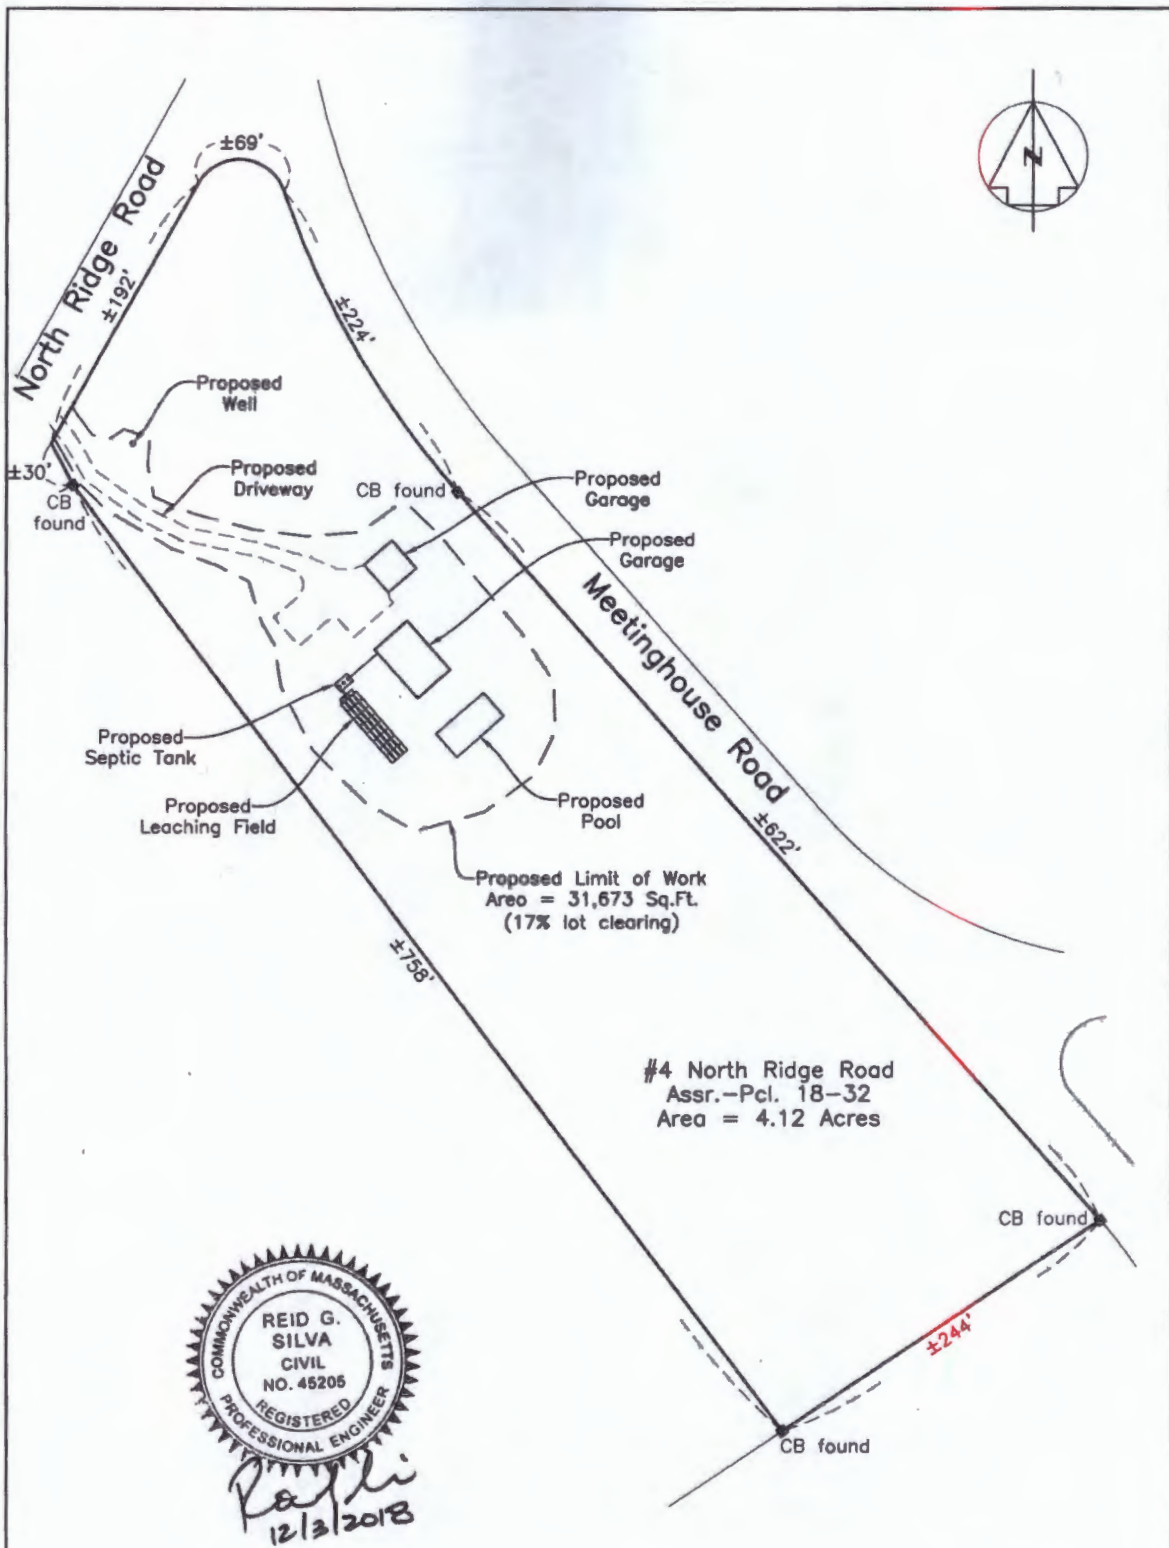 ±69'
N
North Ridge Road
±192'
±224'
Proposed
Well
±30'
Proposed
Driveway
CB
found
CB found
Proposed
Garage
Proposed
Garage
Meetinghouse Road
Proposed
Septic Tank
Proposed
Leaching Field
Proposed
Pool
±622'
Proposed Limit of Work
Area = 31,673 Sq.Ft.
(17% lot clearing)
±758'
#4 North Ridge Road
Assr.-Pcl. 18-32
Area = 4.12 Acres
CB found
±244'
CB found
COMMONWEALTH OF MASSACHUSETTS
REID G.
SILVA
CIVIL
NO. 45205
REGISTERED
PROFESSIONAL ENGINEER
12/3/2018